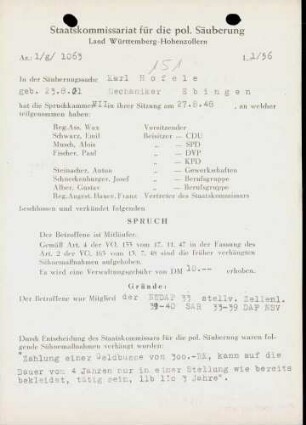 Staatskommissariat für die pol. Säuberung
Land Württemberg-Hohenzollern
Az. 1/g/ 1063
151
L 2/56
In der Säuberungssache Karl Hofele
geb. 23.8.01 Mechaniker Ebingen
hat die Spruchkammer VII in ihrer Sitzung am 27.8.48, an welcher
teilgenommen haben:
Reg.Ass. Wax Vorsitzender
Schwarz, Emil Beisitzer — CDU
Munch, Alois — SPD
Fischer, Paul — DVP
— KPD
Steinacher, Anton — Gewerkschaften
Schneckenburger, Josef — Berufsgruppe
Alber, Gustav — Berufsgruppe
Reg.Angest. Hauser, Franz Vertreter des Staatskommissars
beschlossen und verkündet folgenden
SPRUCH
Der Betroffene ist Mitläufer.
Gemäß Art. 4 der VO. 133 vom 17. 11. 47 in der Fassung des
Art. 2 der VO. 165 vom 13. 7. 48 sind die früher verhängten
Sühnemaßnahmen aufgehoben.
Es wird eine Verwaltungsgebühr von DM 10.-- erhoben.
Gründe:
Der Betroffene war Mitglied der NSDAP 33 stellv. Zellenl.
39-40 SAR 33-39 DAF NSV
Durch Entscheidung des Staatskommissars für die pol. Säuberung waren fol-
gende Sühnemaßnahmen verhängt worden:
"Zahlung einer Geldbusse von 300.-RM, kann auf die
Dauer von 4 Jahren nur in einer Stellung wie bereits
bekleidet, tätig sein, llb 11c 3 Jahre".